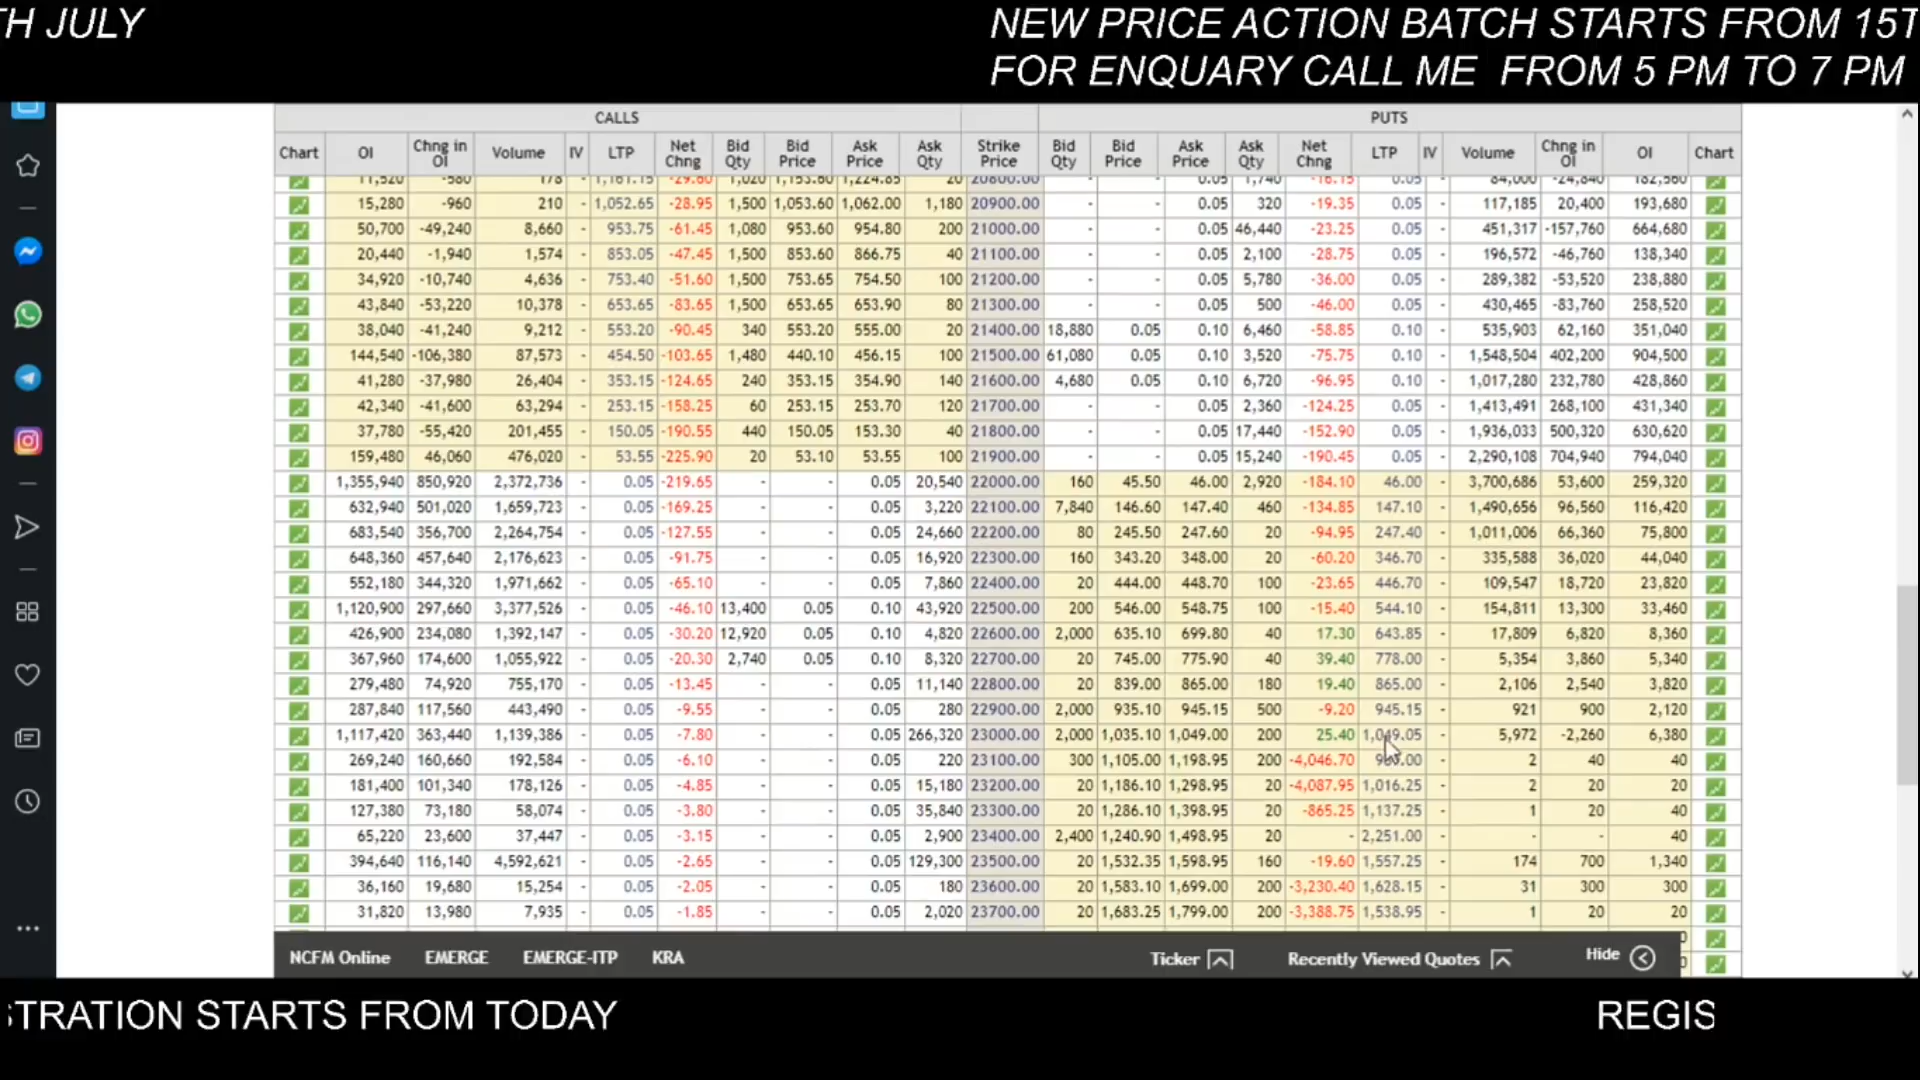 TH JULY
NEW PRICE ACTION BATCH STARTS FROM 15T
FOR ENQUARY CALL ME FROM 5 PM TO 7 PM
CALLS PUTS
Chart OI Chng in OI Volume IV LTP Net Chng Bid Qty Bid Price Ask Price Ask Qty Strike Price Bid Qty Bid Price Ask Price Ask Qty Net Chng LTP IV Volume Chng in OI OI Chart
11,520 -580 178 - 1,161.15 -29.60 1,020 1,153.60 1,224.85 20 20800.00 - - 0.05 1,740 -16.15 0.05 - 84,000 -24,840 182,560
15,280 -960 210 - 1,052.65 -28.95 1,500 1,053.60 1,062.00 1,180 20900.00 - - 0.05 320 -19.35 0.05 - 117,185 20,400 193,680
50,700 -49,240 8,660 - 953.75 -61.45 1,080 953.60 954.80 200 21000.00 - - 0.05 46,440 -23.25 0.05 - 451,317 -157,760 664,680
20,440 -1,940 1,574 - 853.05 -47.45 1,500 853.60 866.75 40 21100.00 - - 0.05 2,100 -28.75 0.05 - 196,572 -46,760 138,340
34,920 -10,740 4,636 - 753.40 -51.60 1,500 753.65 754.50 100 21200.00 - - 0.05 5,780 -36.00 0.05 - 289,382 -53,520 238,880
43,840 -53,220 10,378 - 653.65 -83.65 1,500 653.65 653.90 80 21300.00 - - 0.05 500 -46.00 0.05 - 430,465 -83,760 258,520
38,040 -41,240 9,212 - 553.20 -90.45 340 553.20 555.00 20 21400.00 18,880 0.05 0.10 6,460 -58.85 0.10 - 535,903 62,160 351,040
144,540 -106,380 87,573 - 454.50 -103.65 1,480 440.10 456.15 100 21500.00 61,080 0.05 0.10 3,520 -75.75 0.10 - 1,548,504 402,200 904,500
41,280 -37,980 26,404 - 353.15 -124.65 240 353.15 354.90 140 21600.00 4,680 0.05 0.10 6,720 -96.95 0.10 - 1,017,280 232,780 428,860
42,340 -41,600 63,294 - 253.15 -158.25 60 253.15 253.70 120 21700.00 - - 0.05 2,360 -124.25 0.05 - 1,413,491 268,100 431,340
37,780 -55,420 201,455 - 150.05 -190.55 440 150.05 153.30 40 21800.00 - - 0.05 17,440 -152.90 0.05 - 1,936,033 500,320 630,620
159,480 46,060 476,020 - 53.55 -225.90 20 53.10 53.55 100 21900.00 - - 0.05 15,240 -190.45 0.05 - 2,290,108 704,940 794,040
1,355,940 850,920 2,372,736 - 0.05 -219.65 - - 0.05 20,540 22000.00 160 45.50 46.00 2,920 -184.10 46.00 - 3,700,686 53,600 259,320
632,940 501,020 1,659,723 - 0.05 -169.25 - - 0.05 3,220 22100.00 7,840 146.60 147.40 460 -134.85 147.10 - 1,490,656 96,560 116,420
683,540 356,700 2,264,754 - 0.05 -127.55 - - 0.05 24,660 22200.00 80 245.50 247.60 20 -94.95 247.40 - 1,011,006 66,360 75,800
648,360 457,640 2,176,623 - 0.05 -91.75 - - 0.05 16,920 22300.00 160 343.20 348.00 20 -60.20 346.70 - 335,588 36,020 44,040
552,180 344,320 1,971,662 - 0.05 -65.10 - - 0.05 7,860 22400.00 20 444.00 448.70 100 -23.65 446.70 - 109,547 18,720 23,820
1,120,900 297,660 3,377,526 - 0.05 -46.10 13,400 0.05 0.10 43,920 22500.00 200 546.00 548.75 100 -15.40 544.10 - 154,811 13,300 33,460
426,900 234,080 1,392,147 - 0.05 -30.20 12,920 0.05 0.10 4,820 22600.00 2,000 635.10 699.80 40 17.30 643.85 - 17,809 6,820 8,360
367,960 174,600 1,055,922 - 0.05 -20.30 2,740 0.05 0.10 8,320 22700.00 20 745.00 775.90 40 39.40 778.00 - 5,354 3,860 5,340
279,480 74,920 755,170 - 0.05 -13.45 - - 0.05 11,140 22800.00 20 839.00 865.00 180 19.40 865.00 - 2,106 2,540 3,820
287,840 117,560 443,490 - 0.05 -9.55 - - 0.05 280 22900.00 2,000 935.10 945.15 500 -9.20 945.15 - 921 900 2,120
1,117,420 363,440 1,139,386 - 0.05 -7.80 - - 0.05 266,320 23000.00 2,000 1,035.10 1,049.00 200 25.40 1,049.05 - 5,972 -2,260 6,380
269,240 160,660 192,584 - 0.05 -6.10 - - 0.05 220 23100.00 300 1,105.00 1,198.95 200 -4,046.70 - 2 40 40
181,400 101,340 178,126 - 0.05 -4.85 - - 0.05 15,180 23200.00 20 1,186.10 1,298.95 20 -4,087.95 1,016.25 - 2 20 20
127,380 73,180 58,074 - 0.05 -3.80 - - 0.05 35,840 23300.00 20 1,286.10 1,398.95 20 -865.25 1,137.25 - 1 20 40
65,220 23,600 37,447 - 0.05 -3.15 - - 0.05 2,900 23400.00 2,400 1,240.90 1,498.95 20 - 2,251.00 - - - 40
394,640 116,140 4,592,621 - 0.05 -2.65 - - 0.05 129,300 23500.00 20 1,532.35 1,598.95 160 -19.60 1,557.25 - 174 700 1,340
36,160 19,680 15,254 - 0.05 -2.05 - - 0.05 180 23600.00 20 1,583.10 1,699.00 200 -3,230.40 1,628.15 - 31 300 300
31,820 13,980 7,935 - 0.05 -1.85 - - 0.05 2,020 23700.00 20 1,683.25 1,799.00 200 -3,388.75 1,538.95 - 1 20 20
NCFM Online EMERGE EMERGE-ITP KRA Ticker Recently Viewed Quotes Hide
STRATION STARTS FROM TODAY REGIS